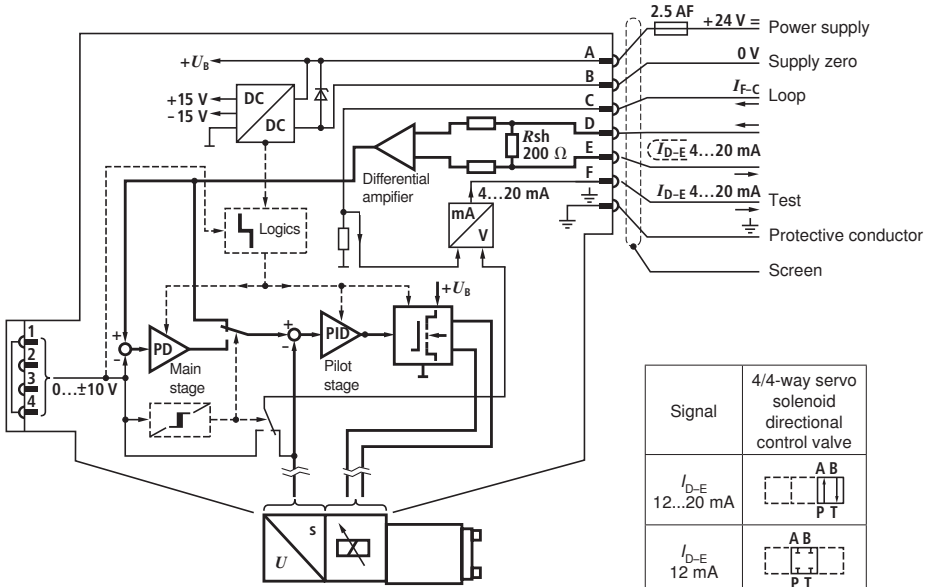 2.5 AF
+24 V =
Power supply
A
+UB
0 V
Supply zero
B
IF–C
Loop
C
+15 V
–15 V
DC
DC
D
Rsh
200 Ω
E
ID–E 4...20 mA
Differential
ampifier
F
4...20 mA
ID–E 4...20 mA
Test
mA
V
Logics
Protective conductor
Screen
+UB
1
2
3
4
0...±10 V
+
–
PD
Main
stage
+
–
PID
Pilot
stage
s
U
Signal
4/4-way servo
solenoid
directional
control valve
ID–E
12...20 mA
A B
P T
ID–E
12 mA
A B
P T